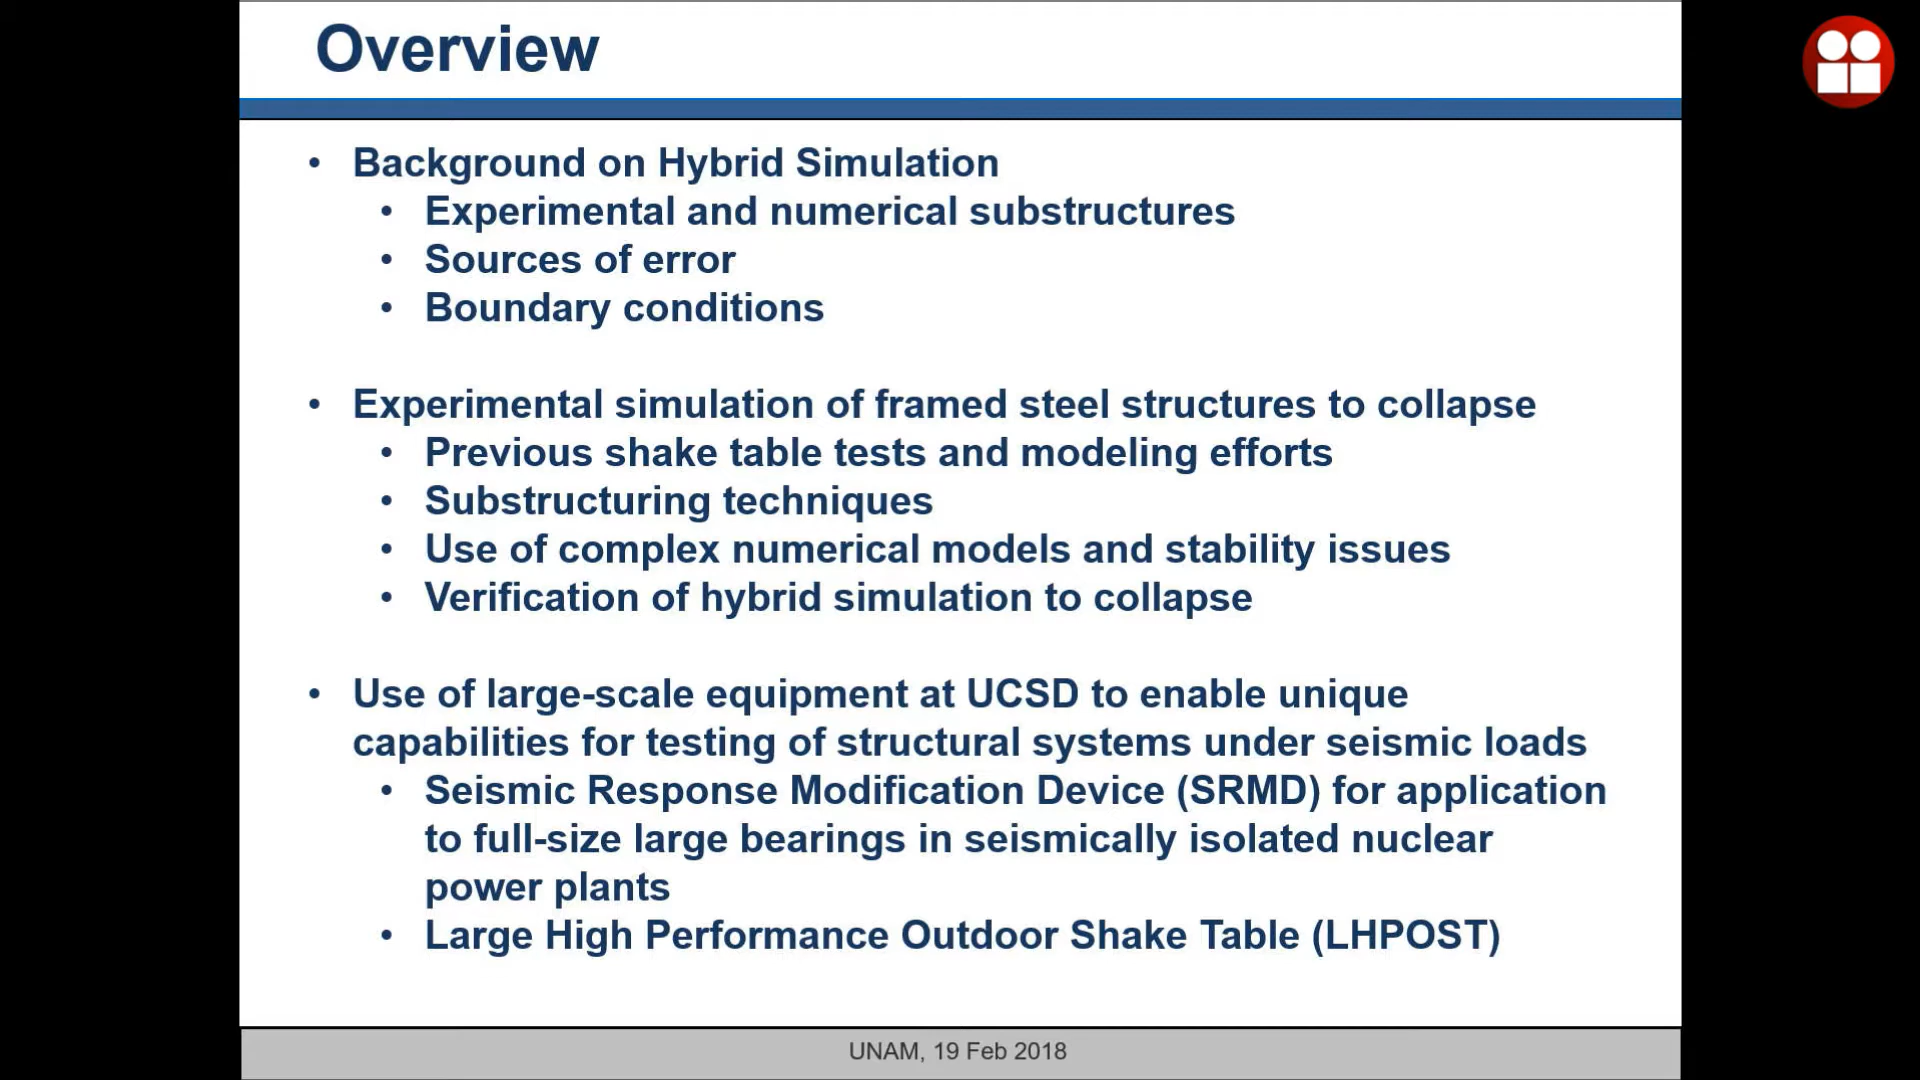 Overview
• Background on Hybrid Simulation
• Experimental and numerical substructures
• Sources of error
• Boundary conditions
• Experimental simulation of framed steel structures to collapse
• Previous shake table tests and modeling efforts
• Substructuring techniques
• Use of complex numerical models and stability issues
• Verification of hybrid simulation to collapse
• Use of large-scale equipment at UCSD to enable unique
capabilities for testing of structural systems under seismic loads
• Seismic Response Modification Device (SRMD) for application
to full-size large bearings in seismically isolated nuclear
power plants
• Large High Performance Outdoor Shake Table (LHPOST)
UNAM, 19 Feb 2018